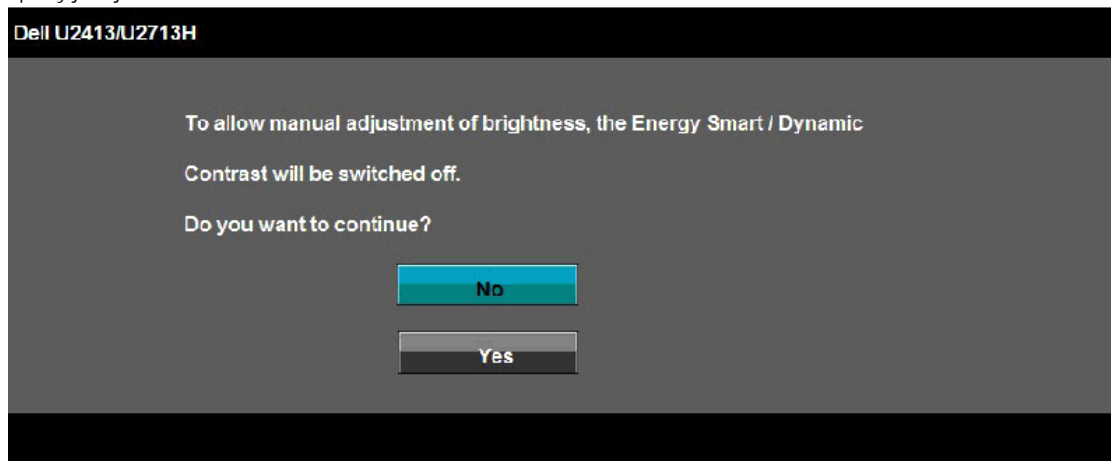 Dell U2413/U2713H
To allow manual adjustment of brightness, the Energy Smart / Dynamic
Contrast will be switched off.
Do you want to continue?
No
Yes